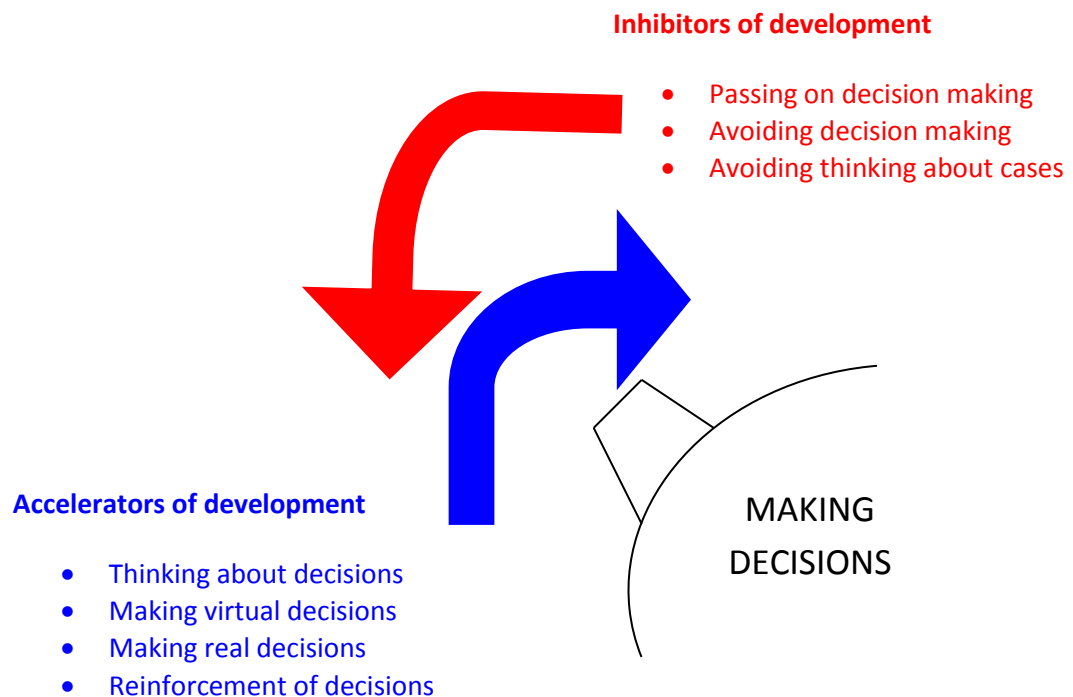 Inhibitors of development
• Passing on decision making
• Avoiding decision making
• Avoiding thinking about cases
Accelerators of development
• Thinking about decisions
• Making virtual decisions
• Making real decisions
• Reinforcement of decisions
MAKING
DECISIONS